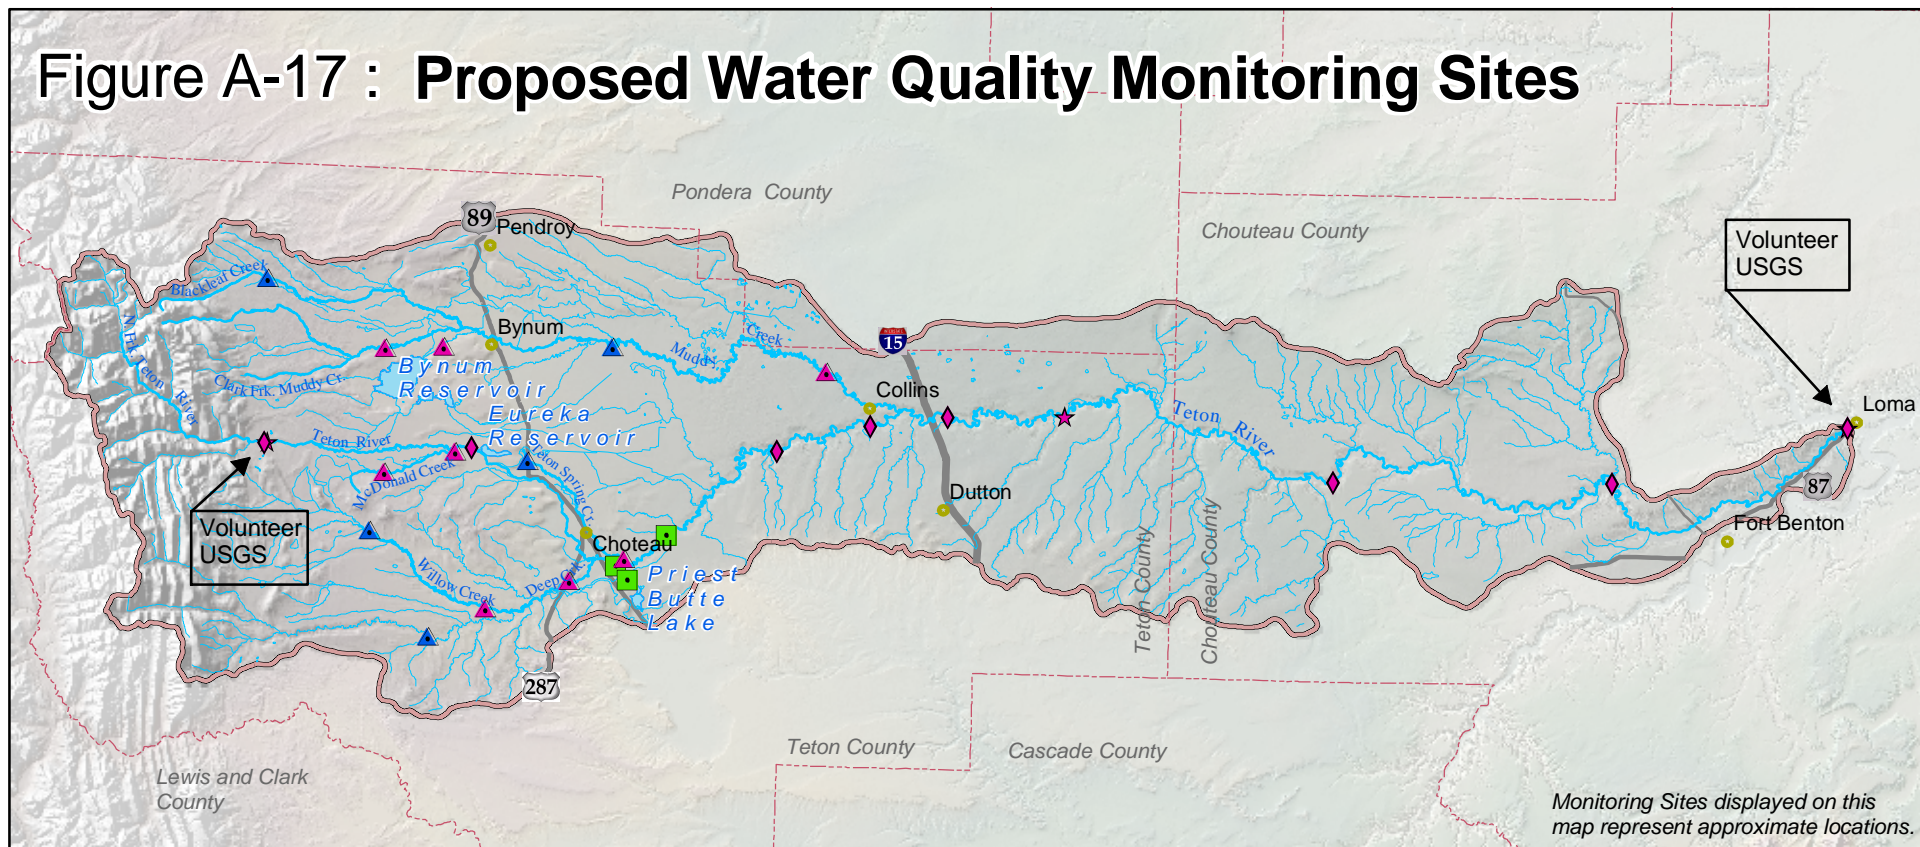 Figure A-17 : Proposed Water Quality Monitoring Sites
Pondera County
89
Pendroy
Chouteau County
Volunteer
USGS
Blackleaf Creek
N. Frk. Teton River
Bynum
15
Muddy Creek
Bynum
Reservoir
Clark Frk. Muddy Cr.
Collins
Loma
Eureka
Reservoir
Teton River
Teton River
McDonald Creek
Teton Spring Cr.
87
Dutton
Fort Benton
Volunteer
USGS
Choteau
Willow Creek
Deep Crk.
Priest
Butte
Lake
Teton County
Chouteau County
287
Teton County
Cascade County
Lewis and Clark
County
Monitoring Sites displayed on this
map represent approximate locations.